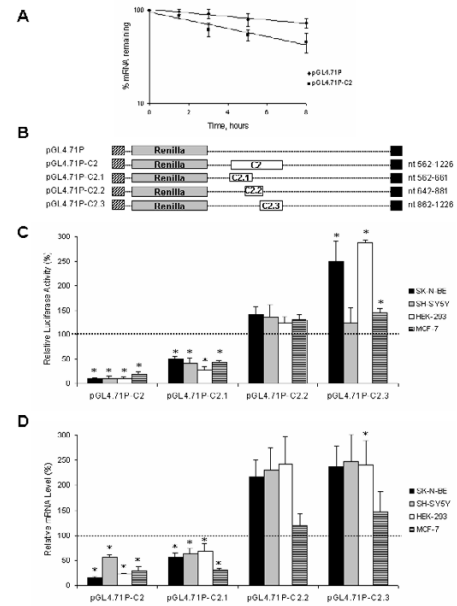 A
100
10
% mRNA remaining
0
2
4
6
8
Time, hours
pGL4.71P
pGL4.71P-C2
B
pGL4.71P Renilla
pGL4.71P-C2 Renilla C2 nt 562-1226
pGL4.71P-C2.1 Renilla C2.1 nt 562-661
pGL4.71P-C2.2 Renilla C2.2 nt 642-881
pGL4.71P-C2.3 Renilla C2.3 nt 862-1226
C
Relative Luciferase Activity (%)
300
250
200
150
100
50
0
* * * *
* * * *
* * *
SK-N-BE
SH-SY5Y
HEK-293
MCF-7
pGL4.71P-C2 pGL4.71P-C2.1 pGL4.71P-C2.2 pGL4.71P-C2.3
D
Relative mRNA Level (%)
300
250
200
150
100
50
0
* * * *
* * * *
*
SK-N-BE
SH-SY5Y
HEK-293
MCF-7
pGL4.71P-C2 pGL4.71P-C2.1 pGL4.71P-C2.2 pGL4.71P-C2.3